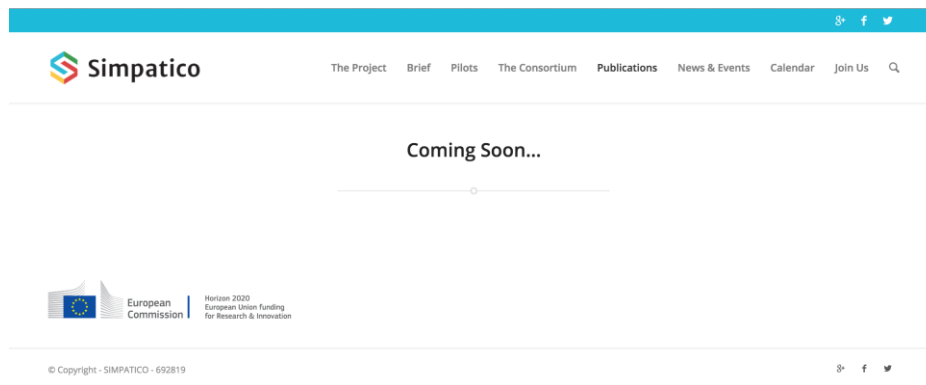 Simpatico
The Project Brief Pilots The Consortium Publications News & Events Calendar Join Us
Coming Soon...
European
Commission
Horizon 2020
European Union funding
for Research & Innovation
© Copyright - SIMPATICO - 692819